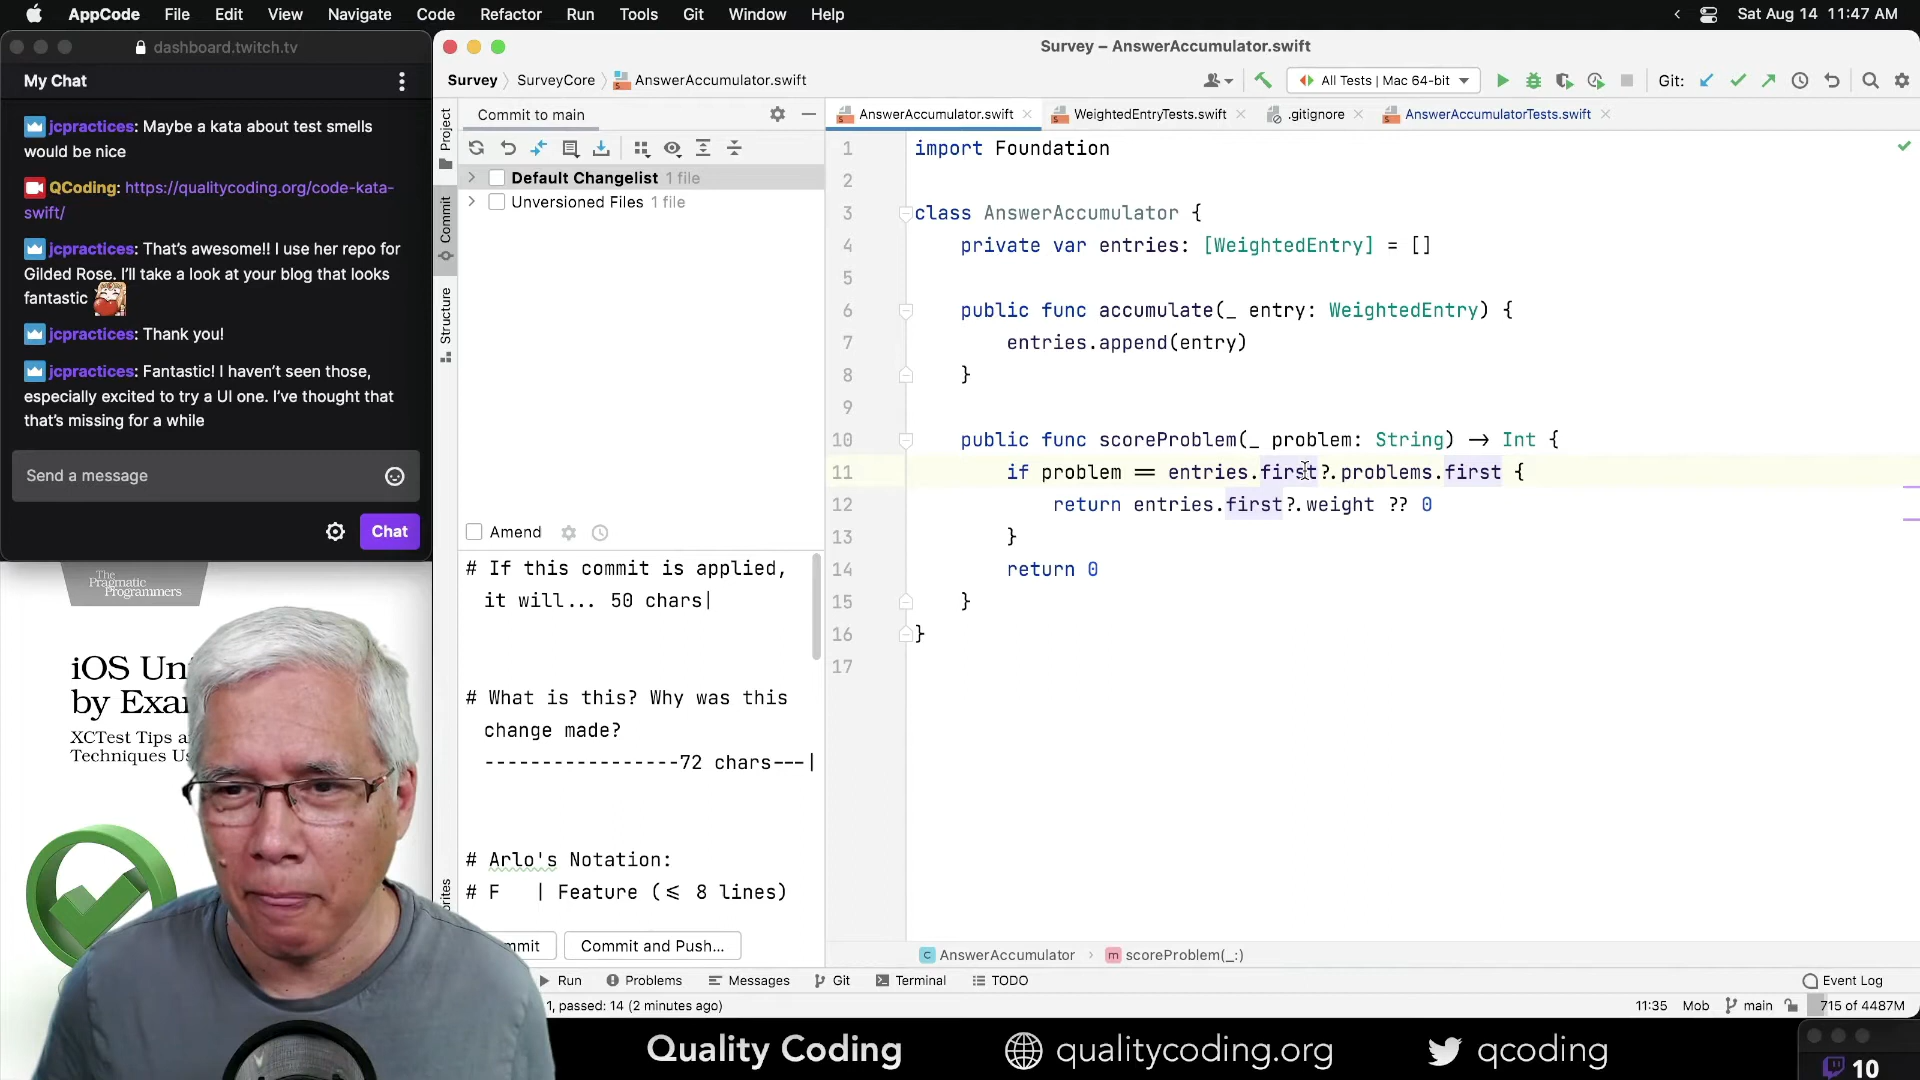 AppCode File Edit View Navigate Code Refactor Run Tools Git Window Help
Sat Aug 14 11:47 AM
dashboard.twitch.tv
My Chat
jcpractices: Maybe a kata about test smells
would be nice
QCoding: https://qualitycoding.org/code-kata-
swift/
jcpractices: That's awesome!! I use her repo for
Gilded Rose. I'll take a look at your blog that looks
fantastic
jcpractices: Thank you!
jcpractices: Fantastic! I haven't seen those,
especially excited to try a UI one. I've thought that
that's missing for a while
Send a message
Chat
The
Pragmatic
Programmers
XCTest Tips
Survey – AnswerAccumulator.swift
Survey SurveyCore AnswerAccumulator.swift
All Tests | Mac 64-bit
Git:
Project
Commit
Structure
Commit to main
Default Changelist 1 file
Unversioned Files 1 file
Amend
# If this commit is applied,
it will... 50 chars|
# What is this? Why was this
change made?
-----------------72 chars---|
# Arlo's Notation:
# F | Feature (<= 8 lines)
Commit and Push...
AnswerAccumulator.swift WeightedEntryTests.swift .gitignore AnswerAccumulatorTests.swift
1 import Foundation
2
3 class AnswerAccumulator {
4 private var entries: [WeightedEntry] = []
5
6 public func accumulate(_ entry: WeightedEntry) {
7 entries.append(entry)
8 }
9
10 public func scoreProblem(_ problem: String) -> Int {
11 if problem == entries.first?.problems.first {
12 return entries.first?.weight ?? 0
13 }
14 return 0
15 }
16 }
17
AnswerAccumulator scoreProblem(_:)
Run Problems Messages Git Terminal TODO
Event Log
1, passed: 14 (2 minutes ago)
11:35 Mob main 715 of 4487M
Quality Coding qualitycoding.org qcoding
10